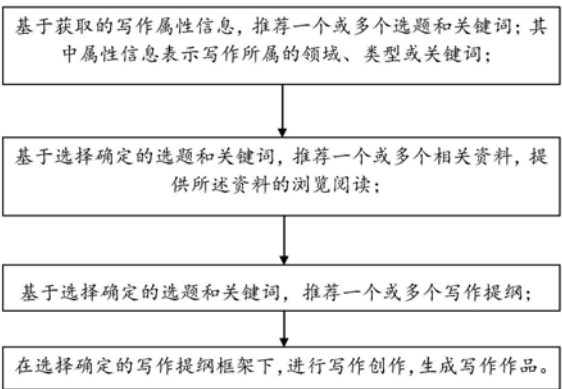 基于获取的写作属性信息，推荐一个或多个选题和关键词；其
中属性信息表示写作所属的领域、类型或关键词；
基于选择确定的选题和关键词，推荐一个或多个相关资料，提
供所述资料的浏览阅读；
基于选择确定的选题和关键词，推荐一个或多个写作提纲；
在选择确定的写作提纲框架下，进行写作创作，生成写作作品。